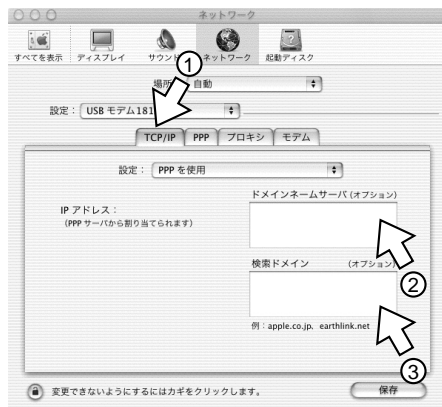 ネットワーク
すべてを表示 ディスプレイ サウンド ネットワーク 起動ディスク
①
場所 自動
設定： USB モデム181
TCP/IP PPP プロキシ モデム
設定： PPP を使用
ドメインネームサーバ (オプション)
IP アドレス：
（PPP サーバから割り当てられます）
②
検索ドメイン （オプション）
例：apple.co.jp, earthlink.net
③
変更できないようにするにはカギをクリックします。 保存